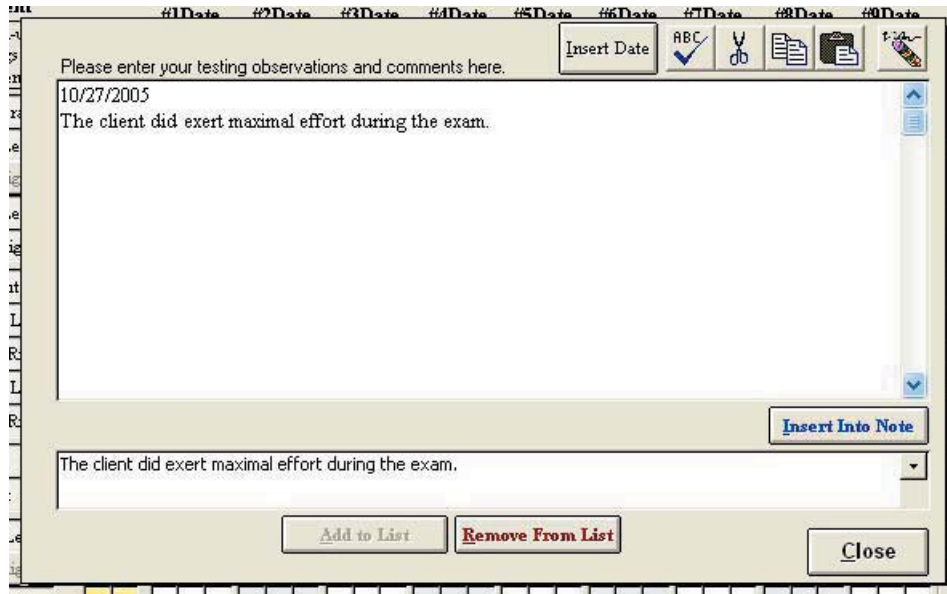 #1Date #2Date #3Date #4Date #5Date #6Date #7Date #8Date #9Date
Insert Date
ABC
Please enter your testing observations and comments here.
10/27/2005
The client did exert maximal effort during the exam.
Insert Into Note
The client did exert maximal effort during the exam.
Add to List
Remove From List
Close